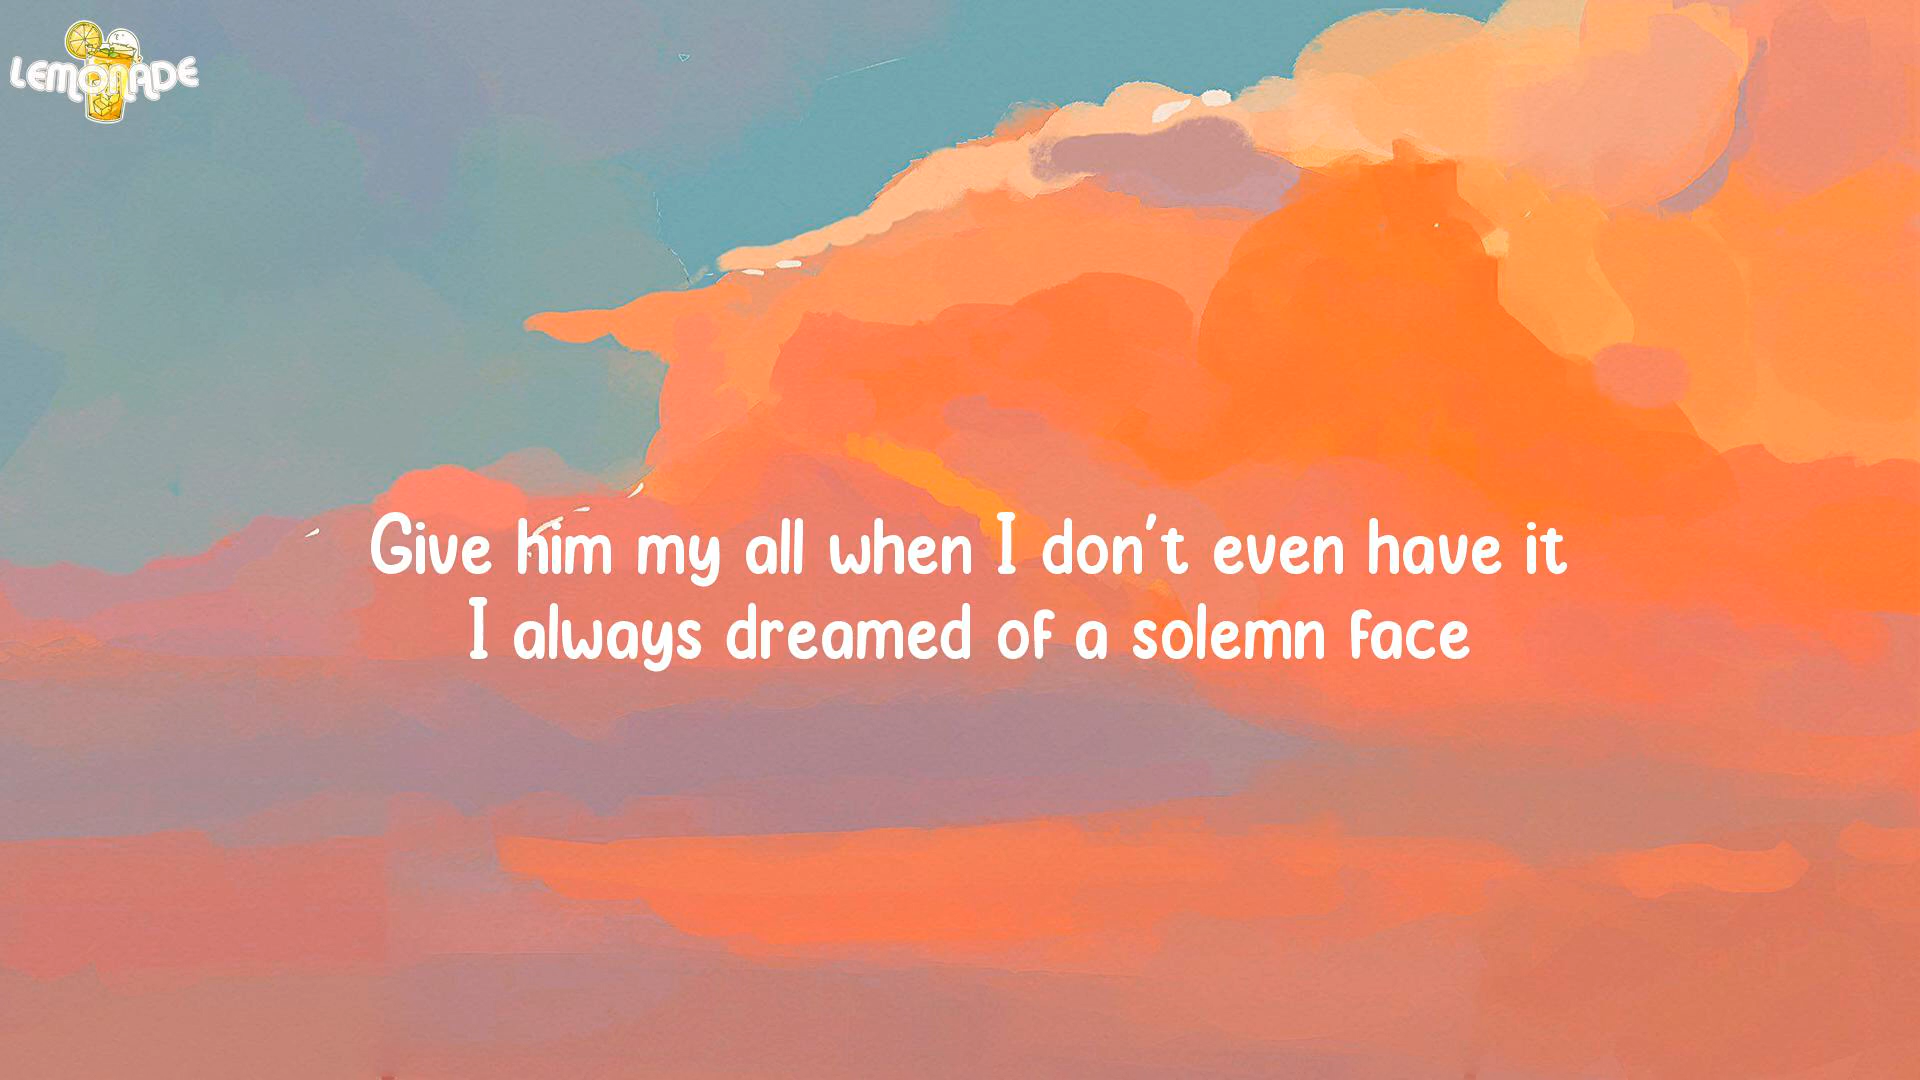 LEMONADE
Give him my all when I don't even have it
I always dreamed of a solemn face